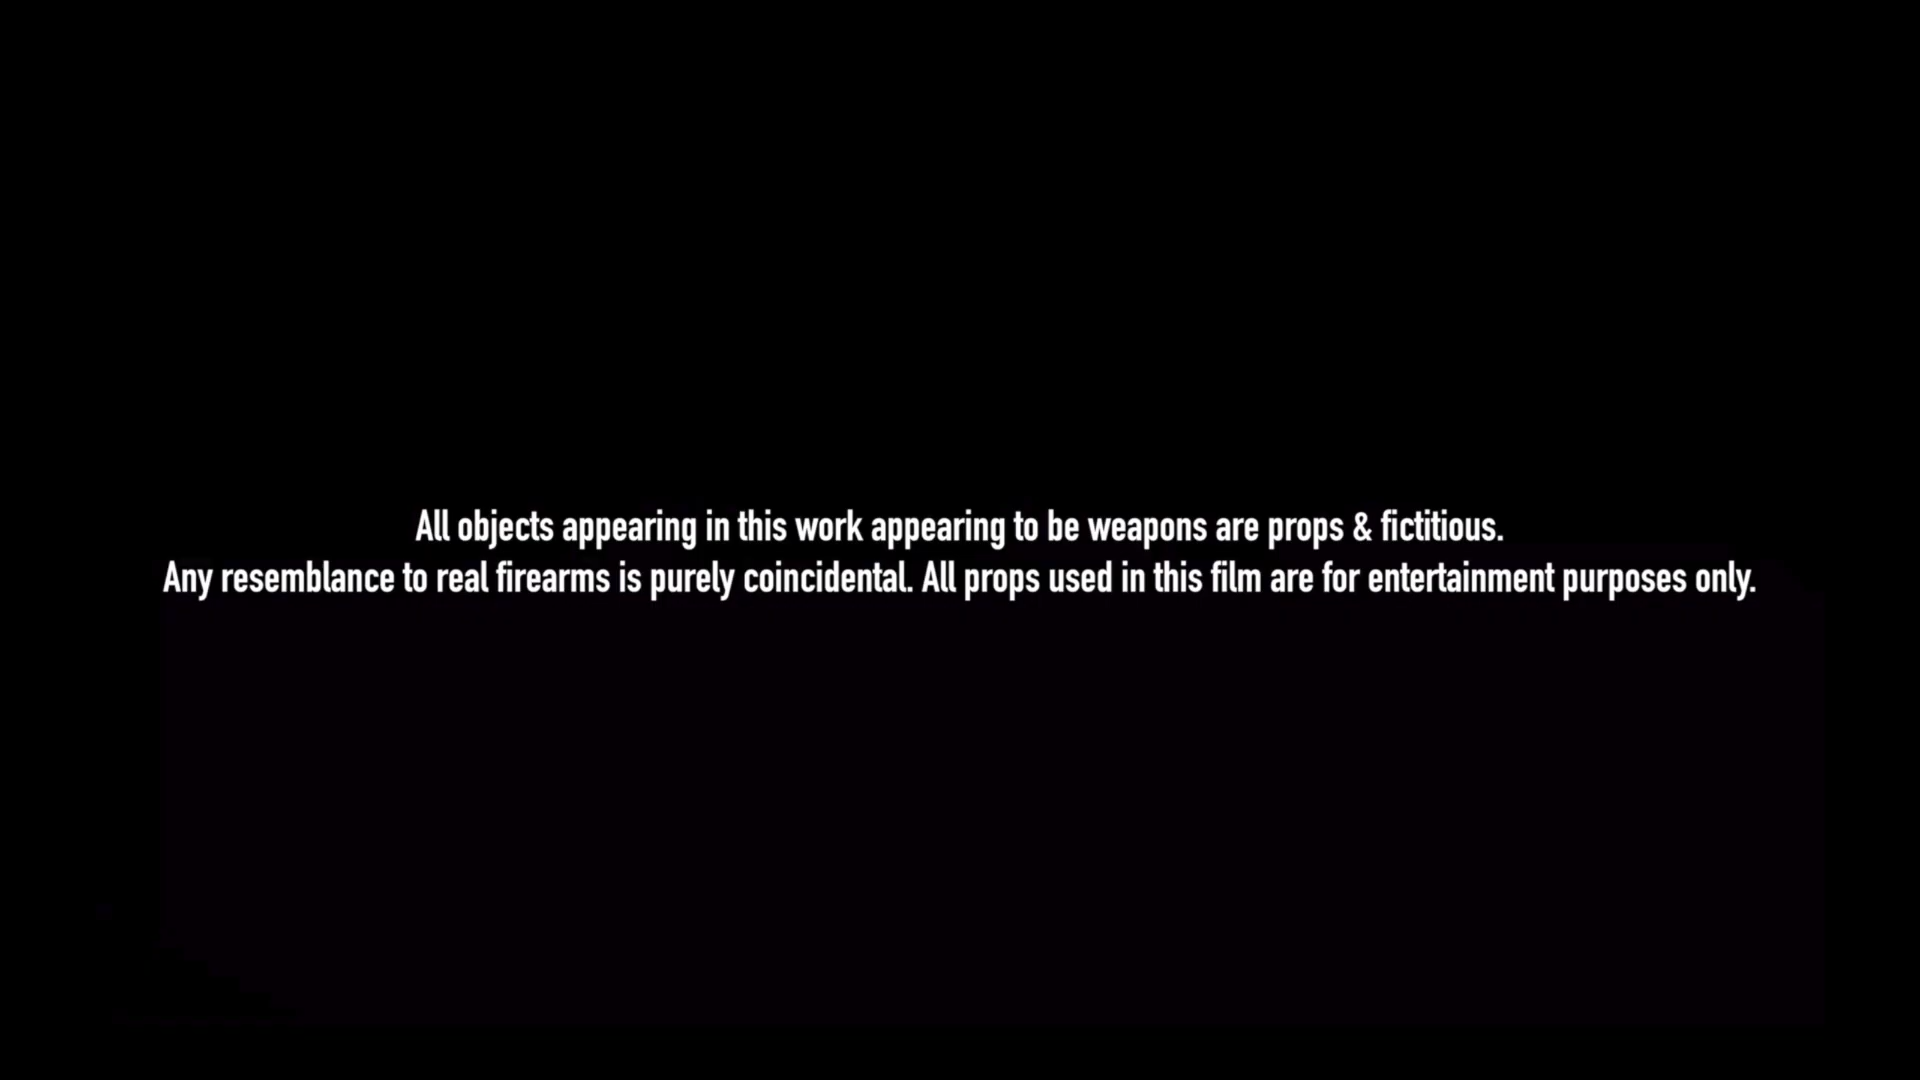 All objects appearing in this work appearing to be weapons are props & fictitious.
Any resemblance to real firearms is purely coincidental. All props used in this film are for entertainment purposes only.